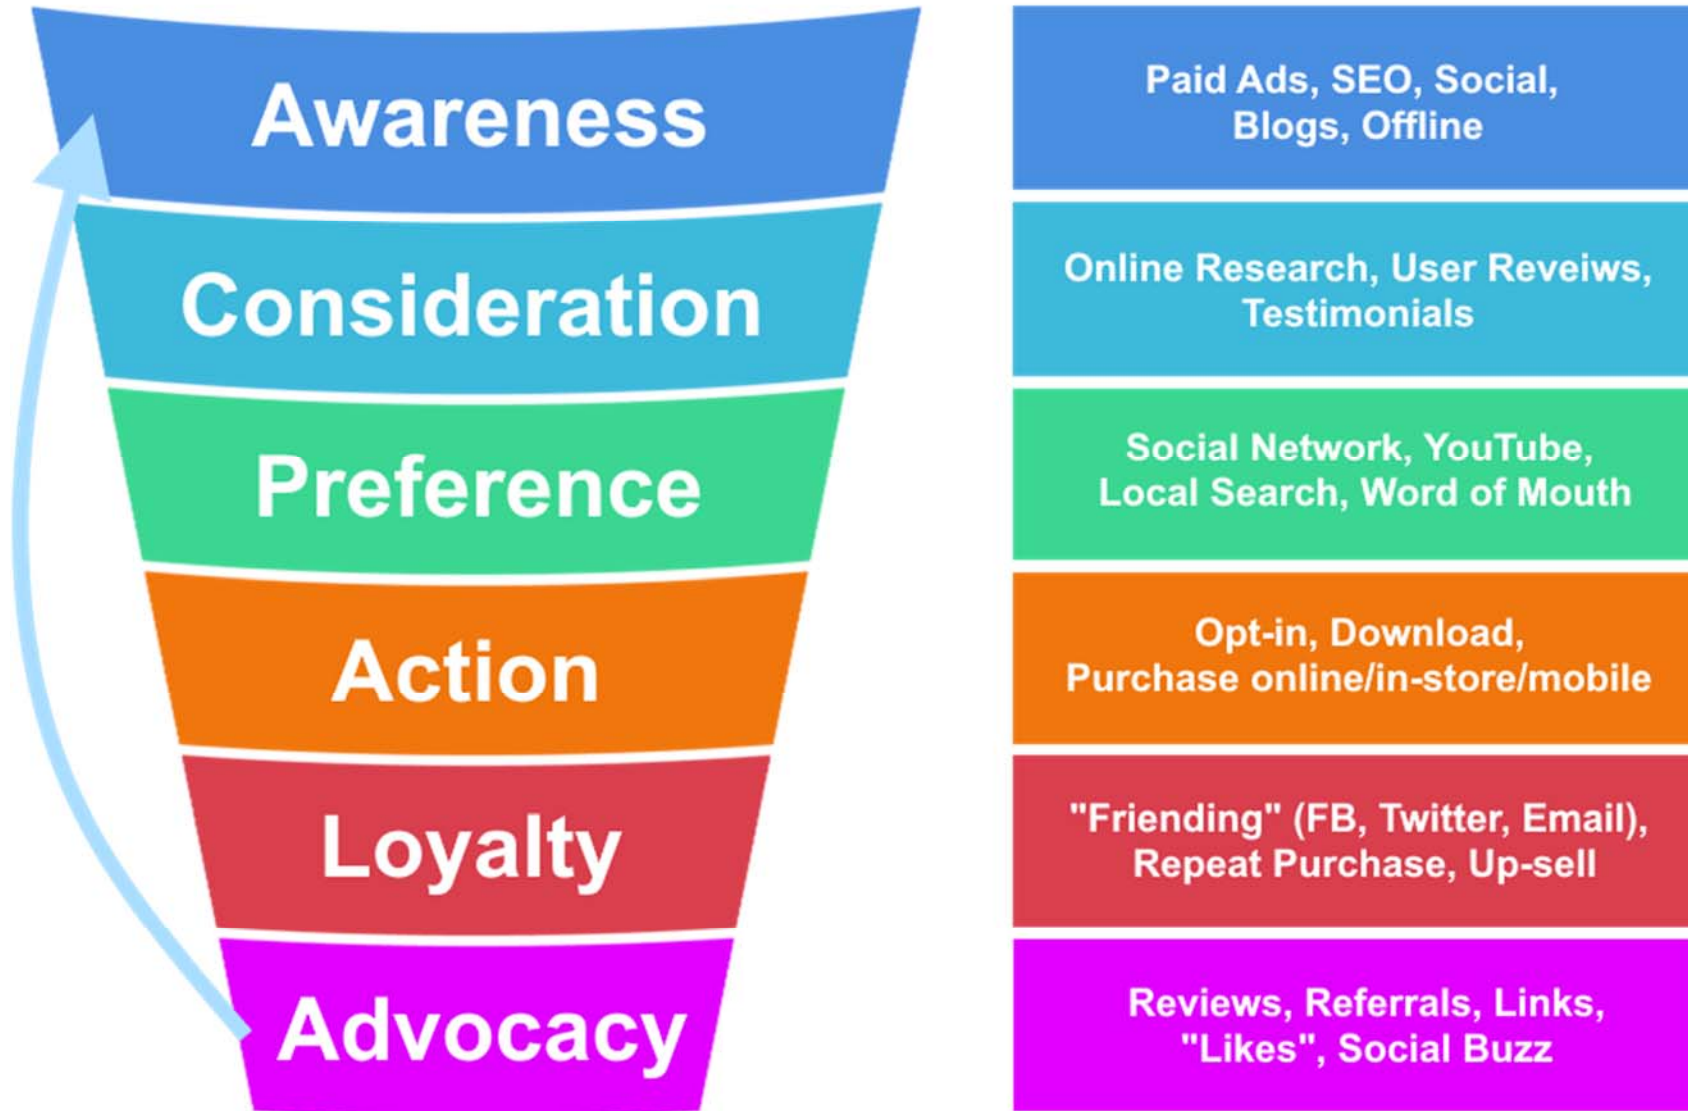 Awareness
Paid Ads, SEO, Social,
Blogs, Offline
Consideration
Online Research, User Reveiws,
Testimonials
Preference
Social Network, YouTube,
Local Search, Word of Mouth
Action
Opt-in, Download,
Purchase online/in-store/mobile
Loyalty
"Friending" (FB, Twitter, Email),
Repeat Purchase, Up-sell
Advocacy
Reviews, Referrals, Links,
"Likes", Social Buzz